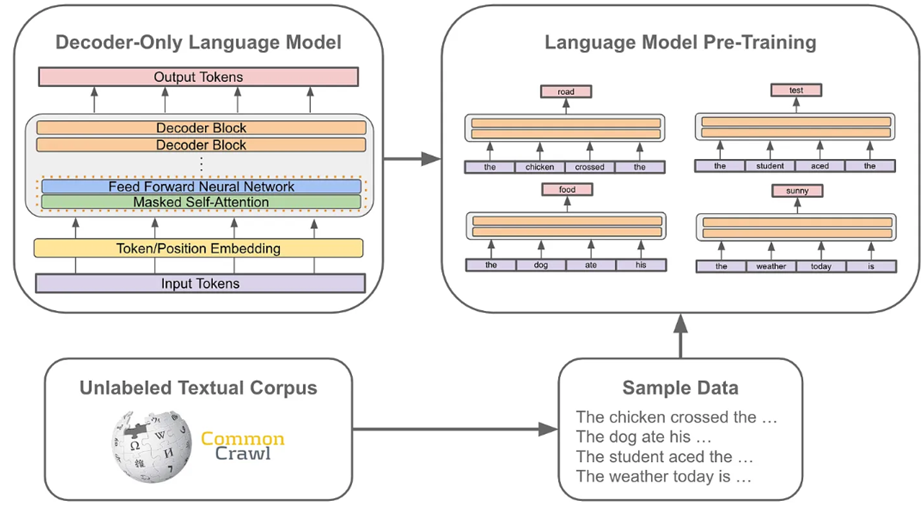 Decoder-Only Language Model
Output Tokens
Decoder Block
Decoder Block
Feed Forward Neural Network
Masked Self-Attention
Token/Position Embedding
Input Tokens
Language Model Pre-Training
road
the chicken crossed the
test
the student aced the
food
the dog ate his
sunny
the weather today is
Unlabeled Textual Corpus
Ω W И
Common
Crawl
Sample Data
The chicken crossed the …
The dog ate his …
The student aced the …
The weather today is …